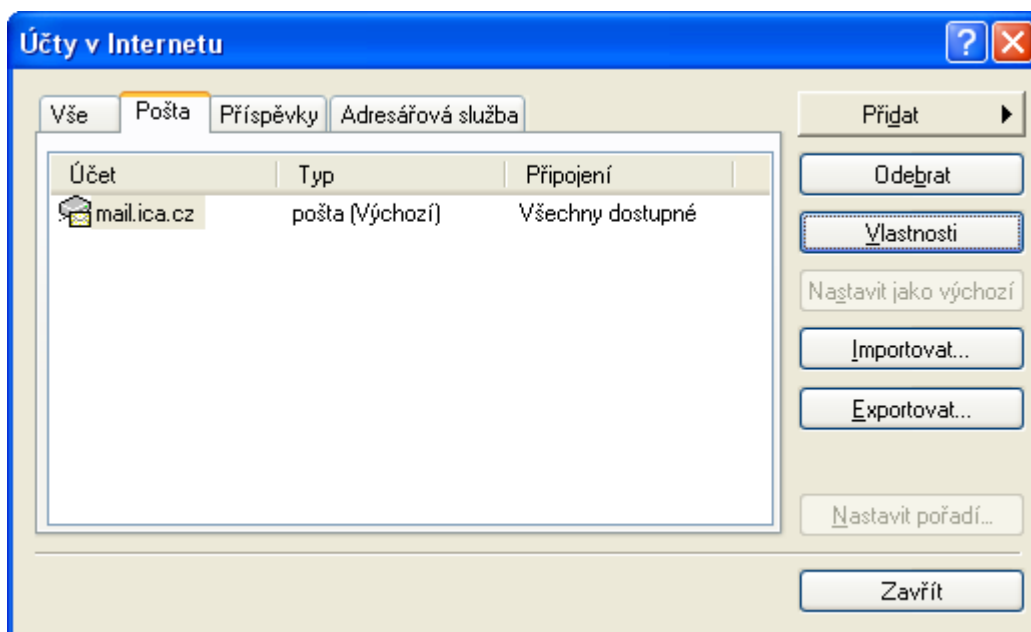 Účty v Internetu
Vše Pošta Příspěvky Adresářová služba
Účet Typ Připojení
mail.ica.cz pošta (Výchozí) Všechny dostupné
Přidat
Odebrat
Vlastnosti
Nastavit jako výchozí
Importovat...
Exportovat...
Nastavit pořadí...
Zavřít